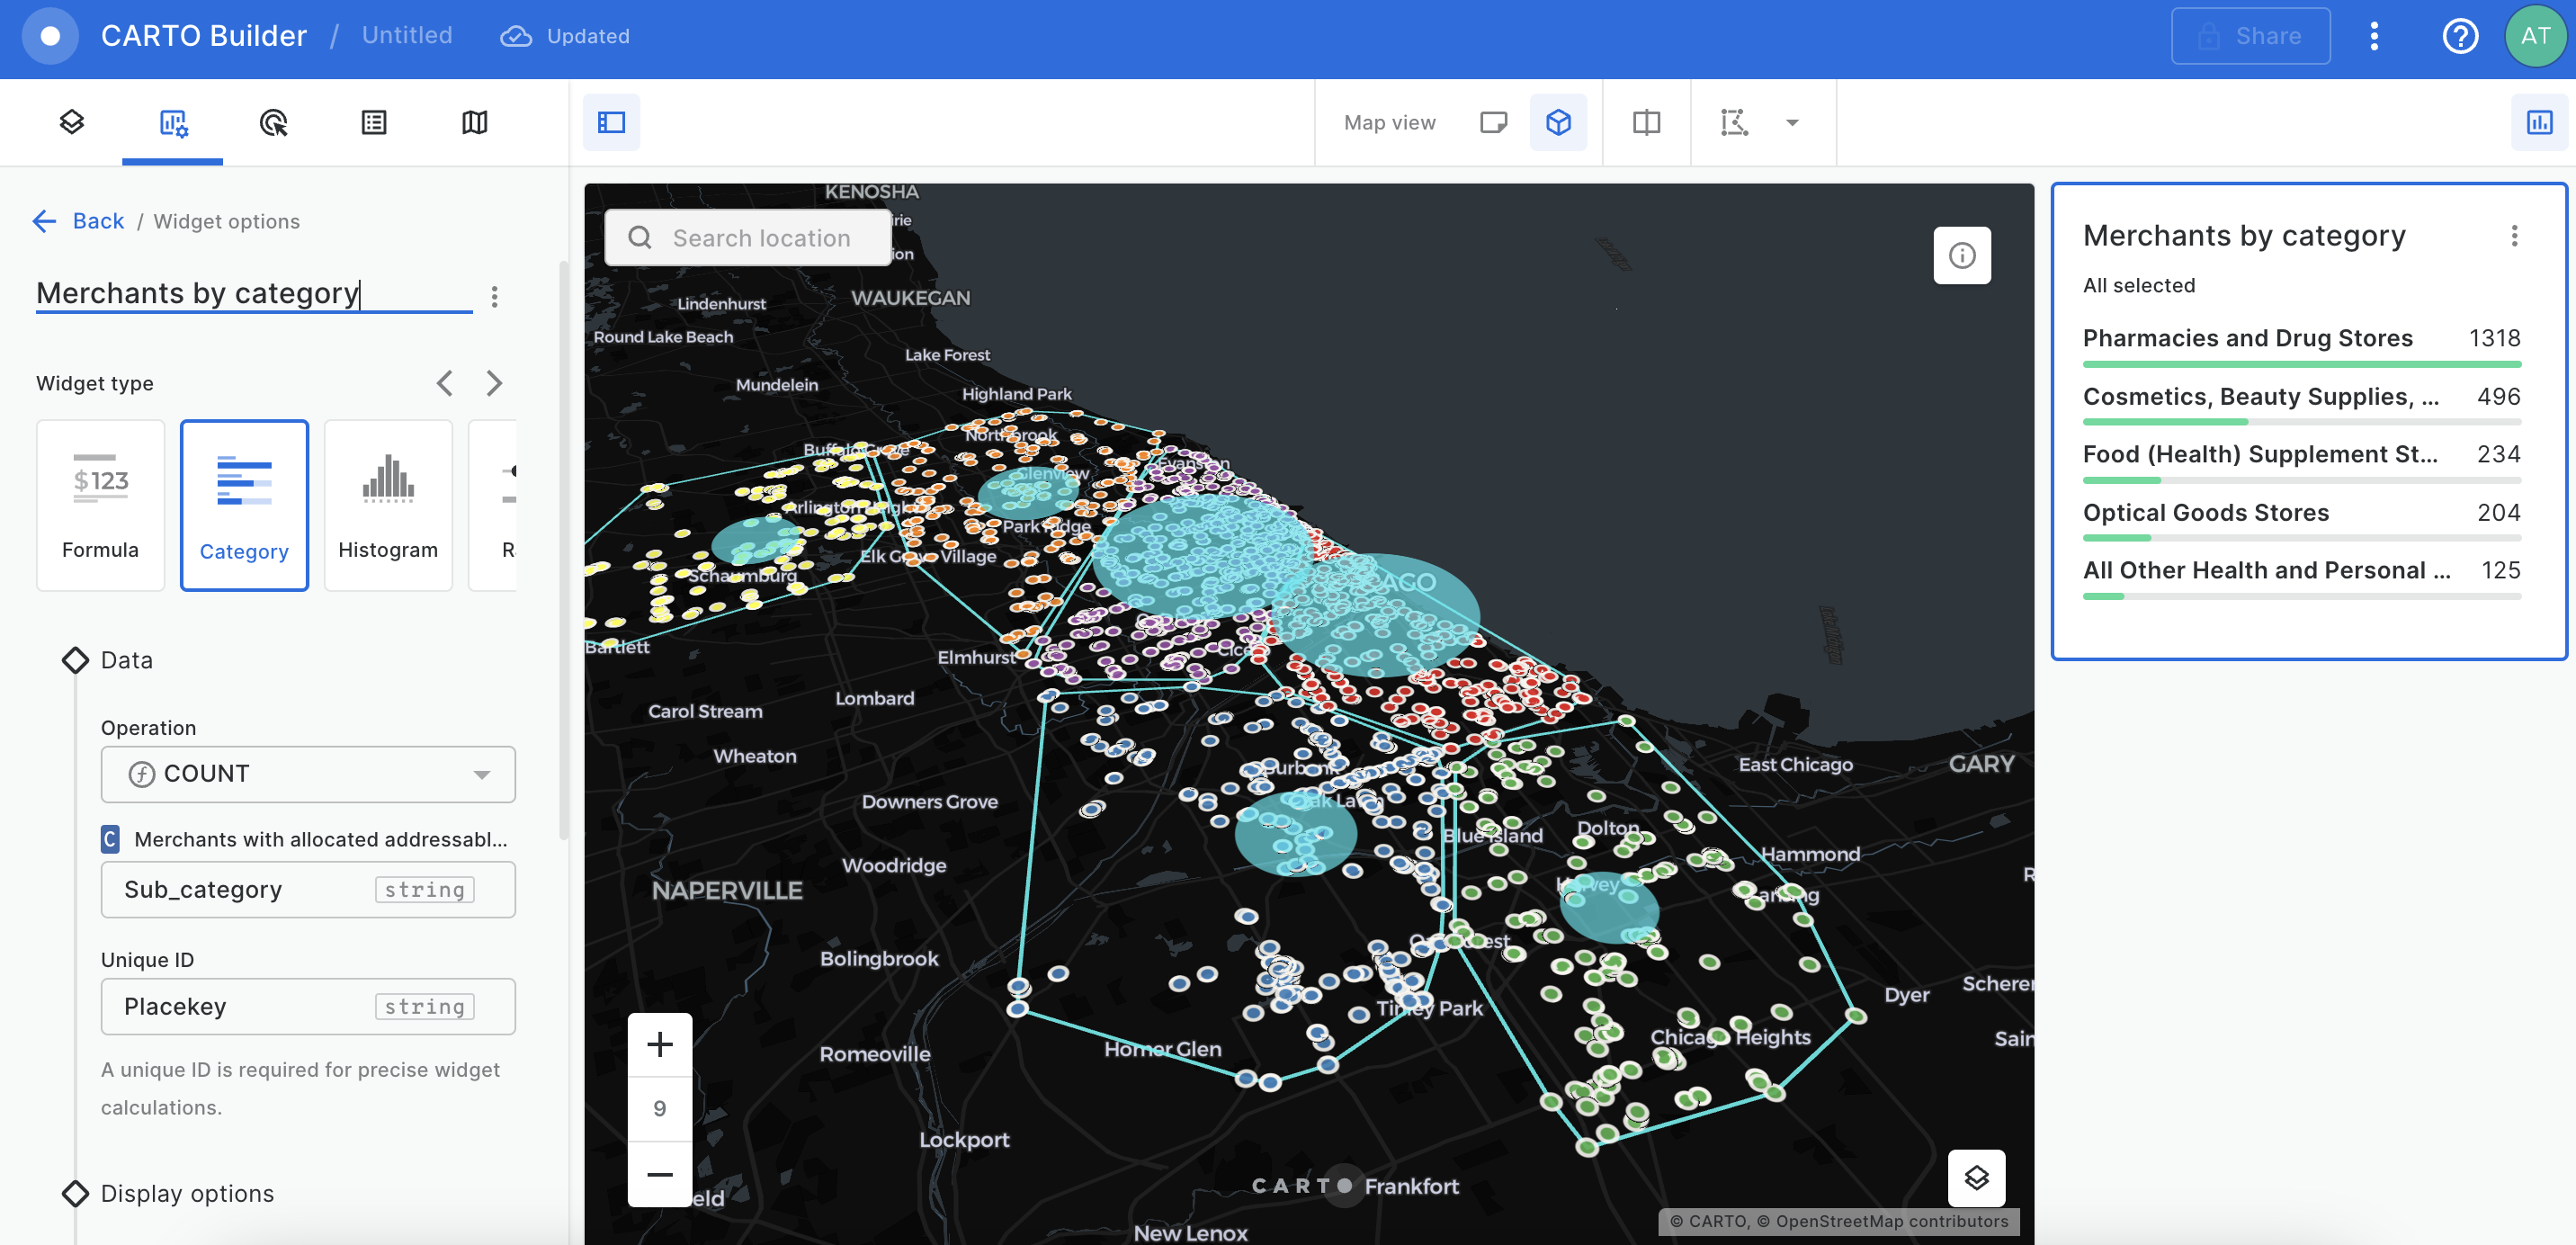 CARTO Builder / Untitled Updated
Share
?
AT
Map view
Back / Widget options
Merchants by category
Widget type
$123
Formula
Category
Histogram
Data
Operation
COUNT
C Merchants with allocated addressabl...
Sub_category string
Unique ID
Placekey string
A unique ID is required for precise widget
calculations.
Display options
Search location
KENOSHA
Lindenhurst
WAUKEGAN
Round Lake Beach
Lake Forest
Mundelein
Highland Park
Northbrook
Buffalo Grove
Evanston
Glenview
Arlington Heights
Park Ridge
Elk Grove Village
Schaumburg
Bartlett
Elmhurst
Lombard
Carol Stream
Wheaton
East Chicago
GARY
Downers Grove
Oak Lawn
Blue Island
Dolton
Hammond
Woodridge
NAPERVILLE
Harvey
Bolingbrook
Dyer
Tinley Park
Chicago Heights
Homer Glen
Romeoville
Lockport
Frankfort
New Lenox
+
9
−
CARTO
© CARTO, © OpenStreetMap contributors
Merchants by category
All selected
Pharmacies and Drug Stores 1318
Cosmetics, Beauty Supplies, ... 496
Food (Health) Supplement St... 234
Optical Goods Stores 204
All Other Health and Personal ... 125